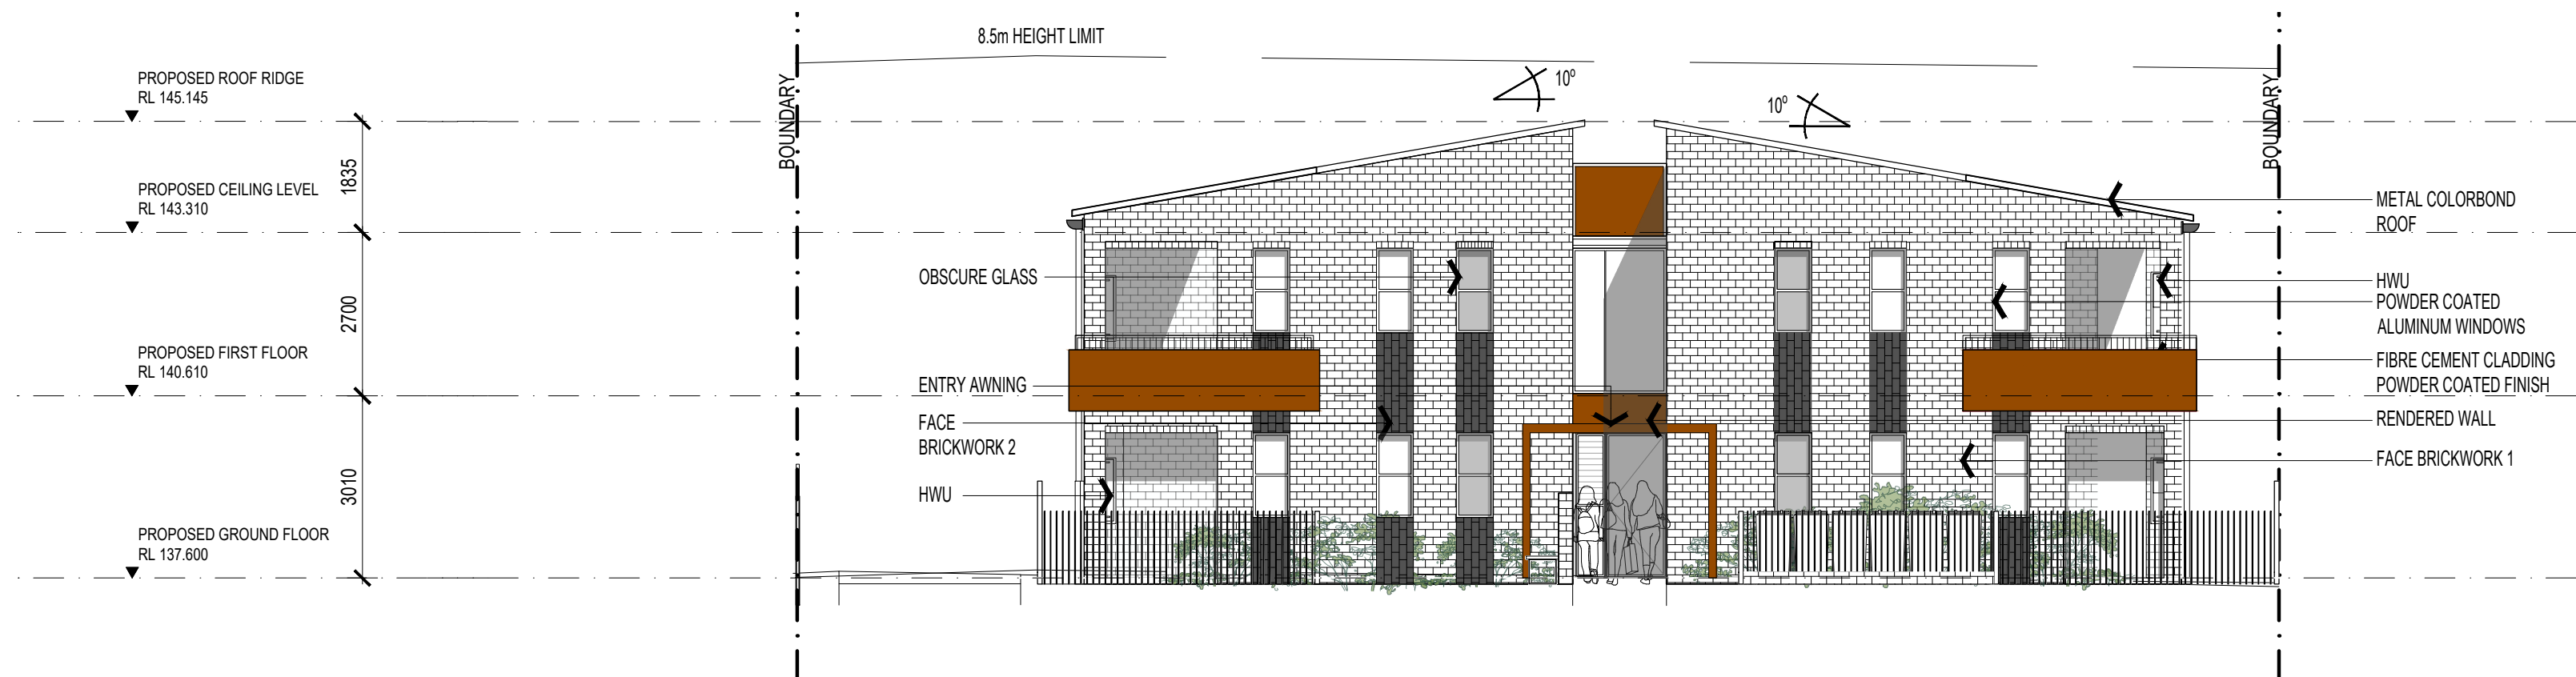 8.5m HEIGHT LIMIT
PROPOSED ROOF RIDGE
RL 145.145
10º
10º
BOUNDARY
BOUNDARY
1835
PROPOSED CEILING LEVEL
RL 143.310
METAL COLORBOND
ROOF
OBSCURE GLASS
HWU
2700
POWDER COATED
ALUMINUM WINDOWS
PROPOSED FIRST FLOOR
RL 140.610
FIBRE CEMENT CLADDING
POWDER COATED FINISH
ENTRY AWNING
FACE
BRICKWORK 2
RENDERED WALL
FACE BRICKWORK 1
HWU
3010
PROPOSED GROUND FLOOR
RL 137.600